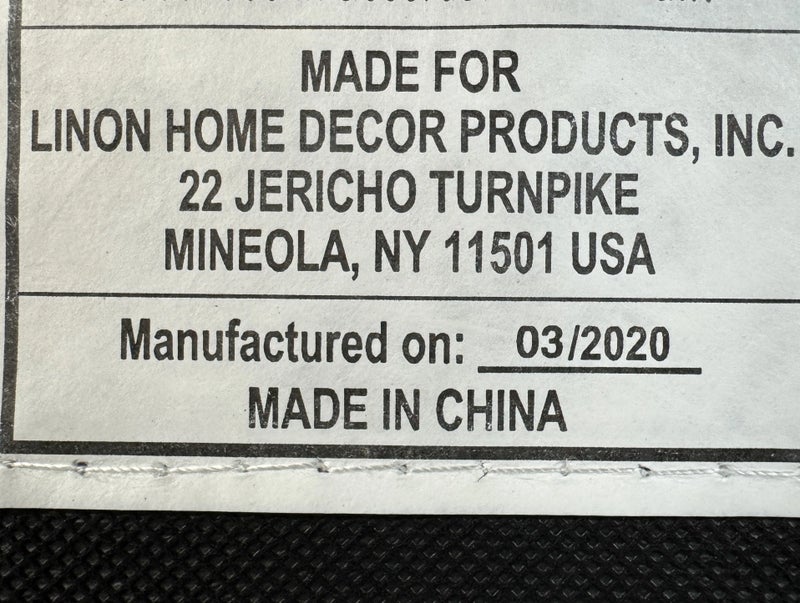 MADE FOR
LINON HOME DECOR PRODUCTS, INC.
22 JERICHO TURNPIKE
MINEOLA, NY 11501 USA
Manufactured on: 03/2020
MADE IN CHINA